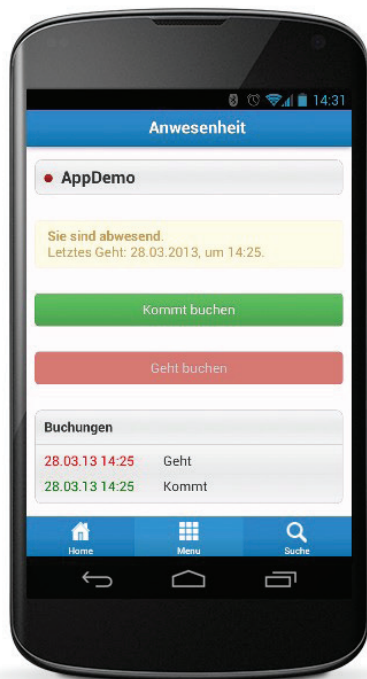 14:31
Anwesenheit
AppDemo
Sie sind abwesend.
Letztes Geht: 28.03.2013, um 14:25.
Kommt buchen
Geht buchen
Buchungen
28.03.13 14:25 Geht
28.03.13 14:25 Kommt
Home Menu Suche